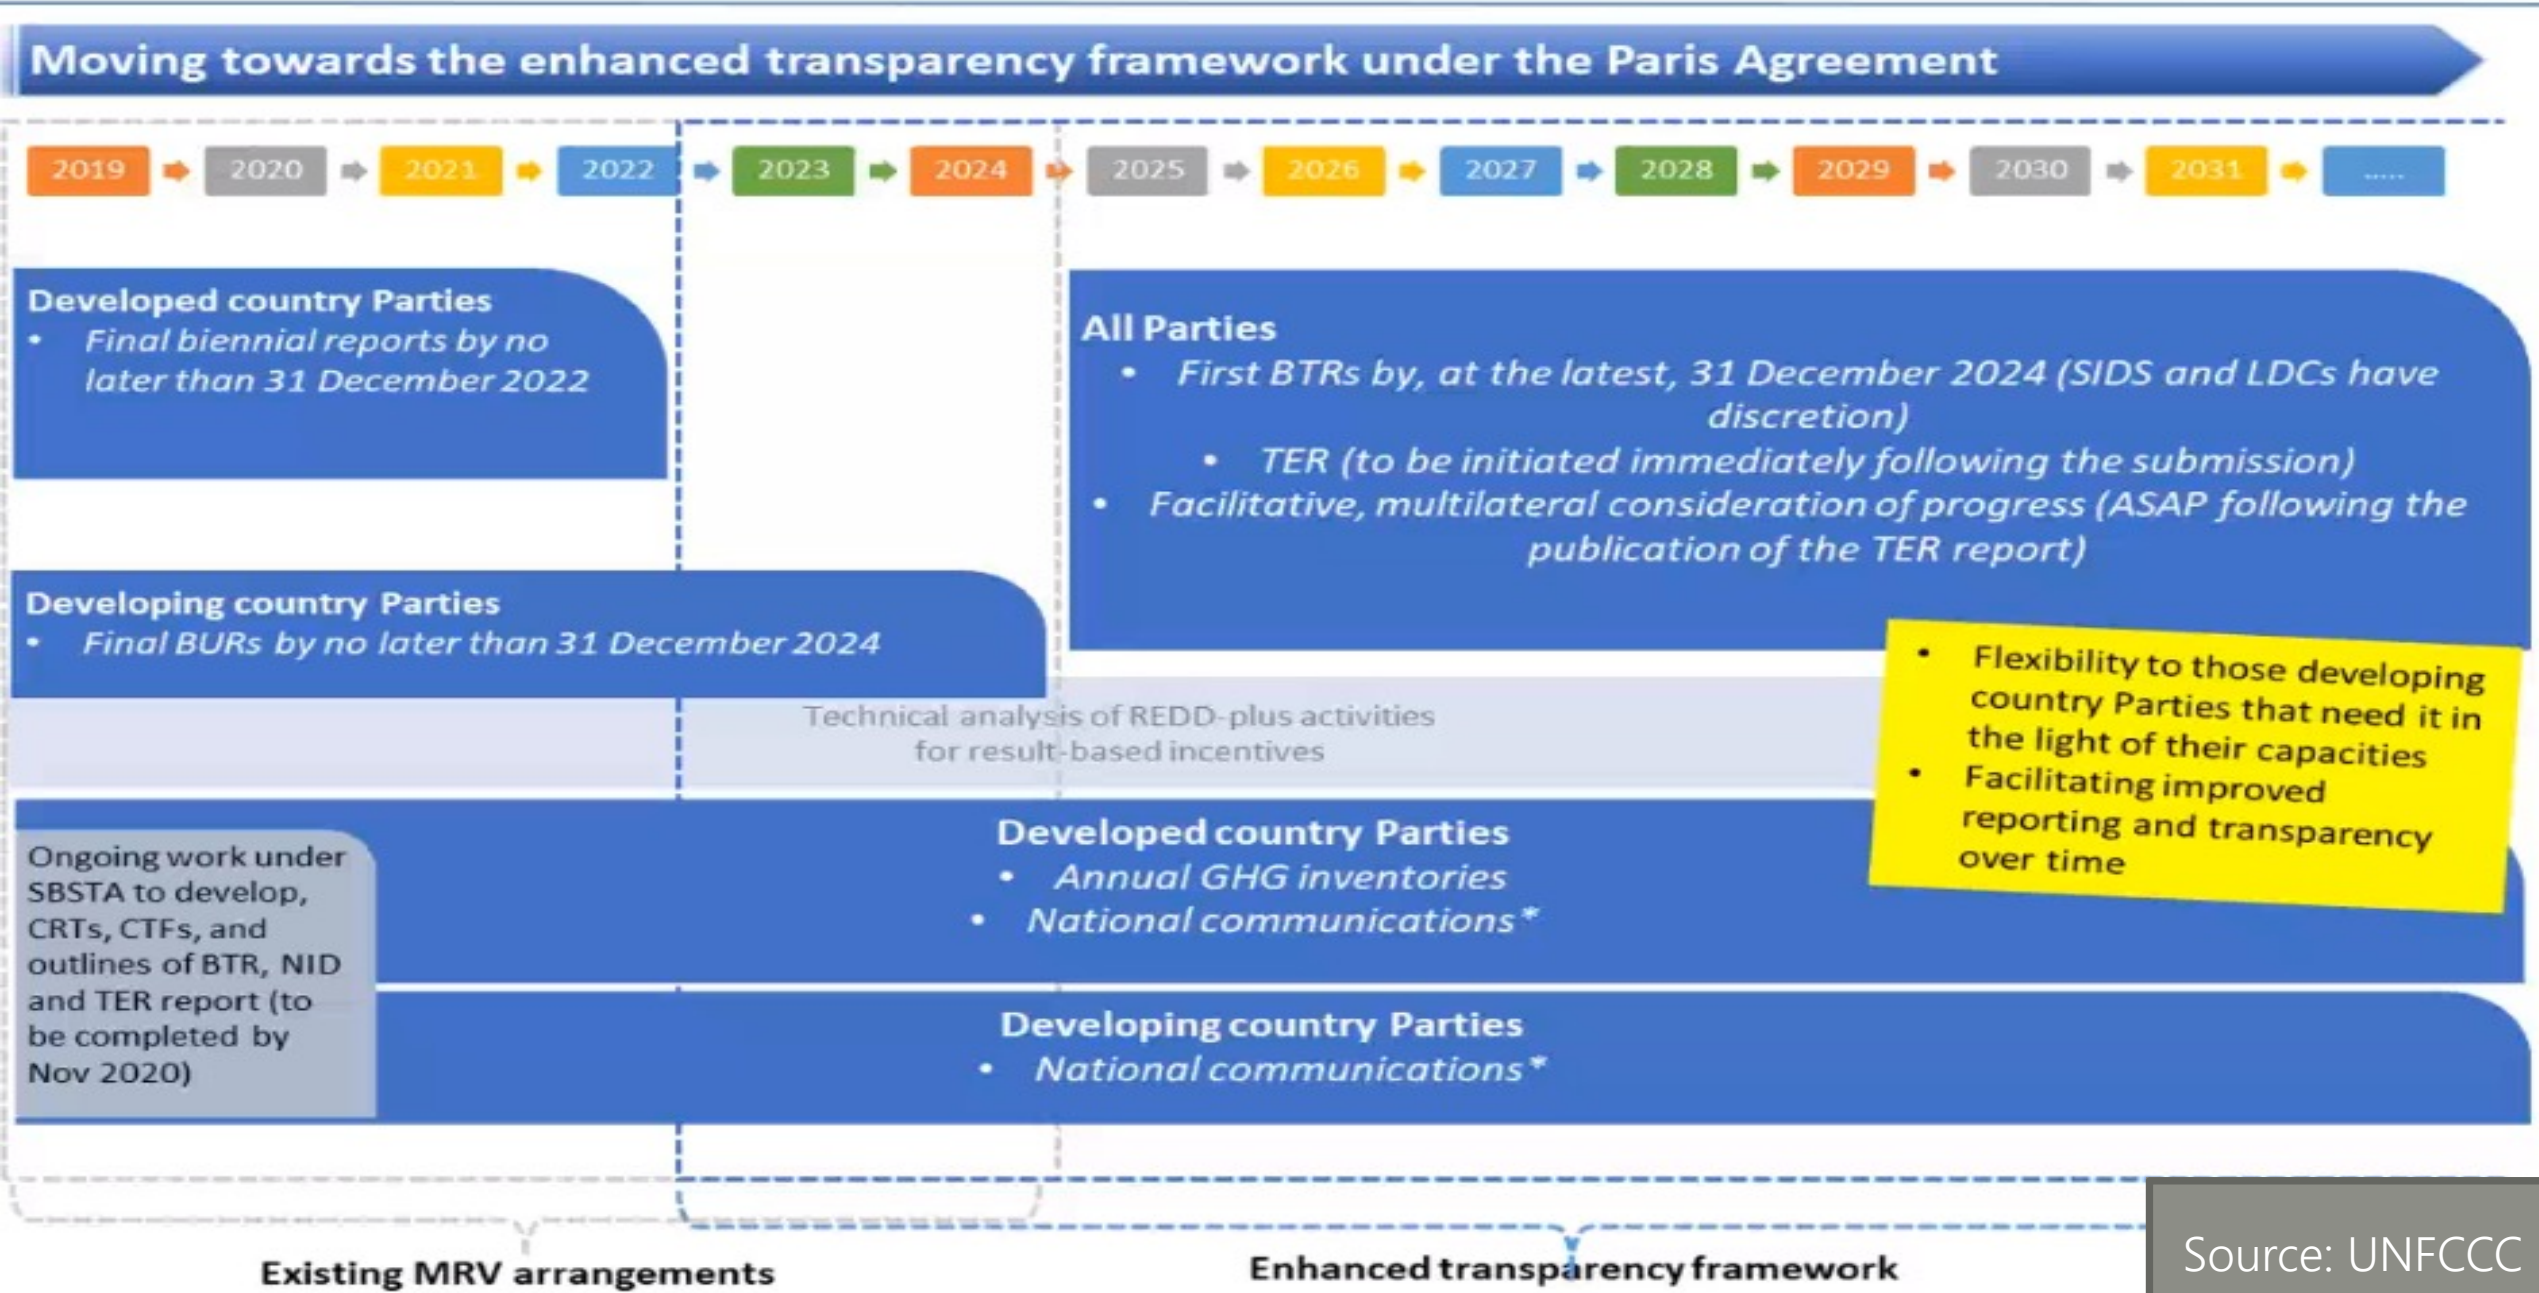 Moving towards the enhanced transparency framework under the Paris Agreement
2019 2020 2021 2022 2023 2024 2025 2026 2027 2028 2029 2030 2031 .....
Developed country Parties
• Final biennial reports by no
later than 31 December 2022
All Parties
• First BTRs by, at the latest, 31 December 2024 (SIDS and LDCs have
discretion)
• TER (to be initiated immediately following the submission)
• Facilitative, multilateral consideration of progress (ASAP following the
publication of the TER report)
Developing country Parties
• Final BURs by no later than 31 December 2024
• Flexibility to those developing
country Parties that need it in
the light of their capacities
• Facilitating improved
reporting and transparency
over time
Technical analysis of REDD-plus activities
for result-based incentives
Developed country Parties
• Annual GHG inventories
• National communications*
Ongoing work under
SBSTA to develop,
CRTs, CTFs, and
outlines of BTR, NID
and TER report (to
be completed by
Nov 2020)
Developing country Parties
• National communications*
Existing MRV arrangements
Enhanced transparency framework
Source: UNFCCC